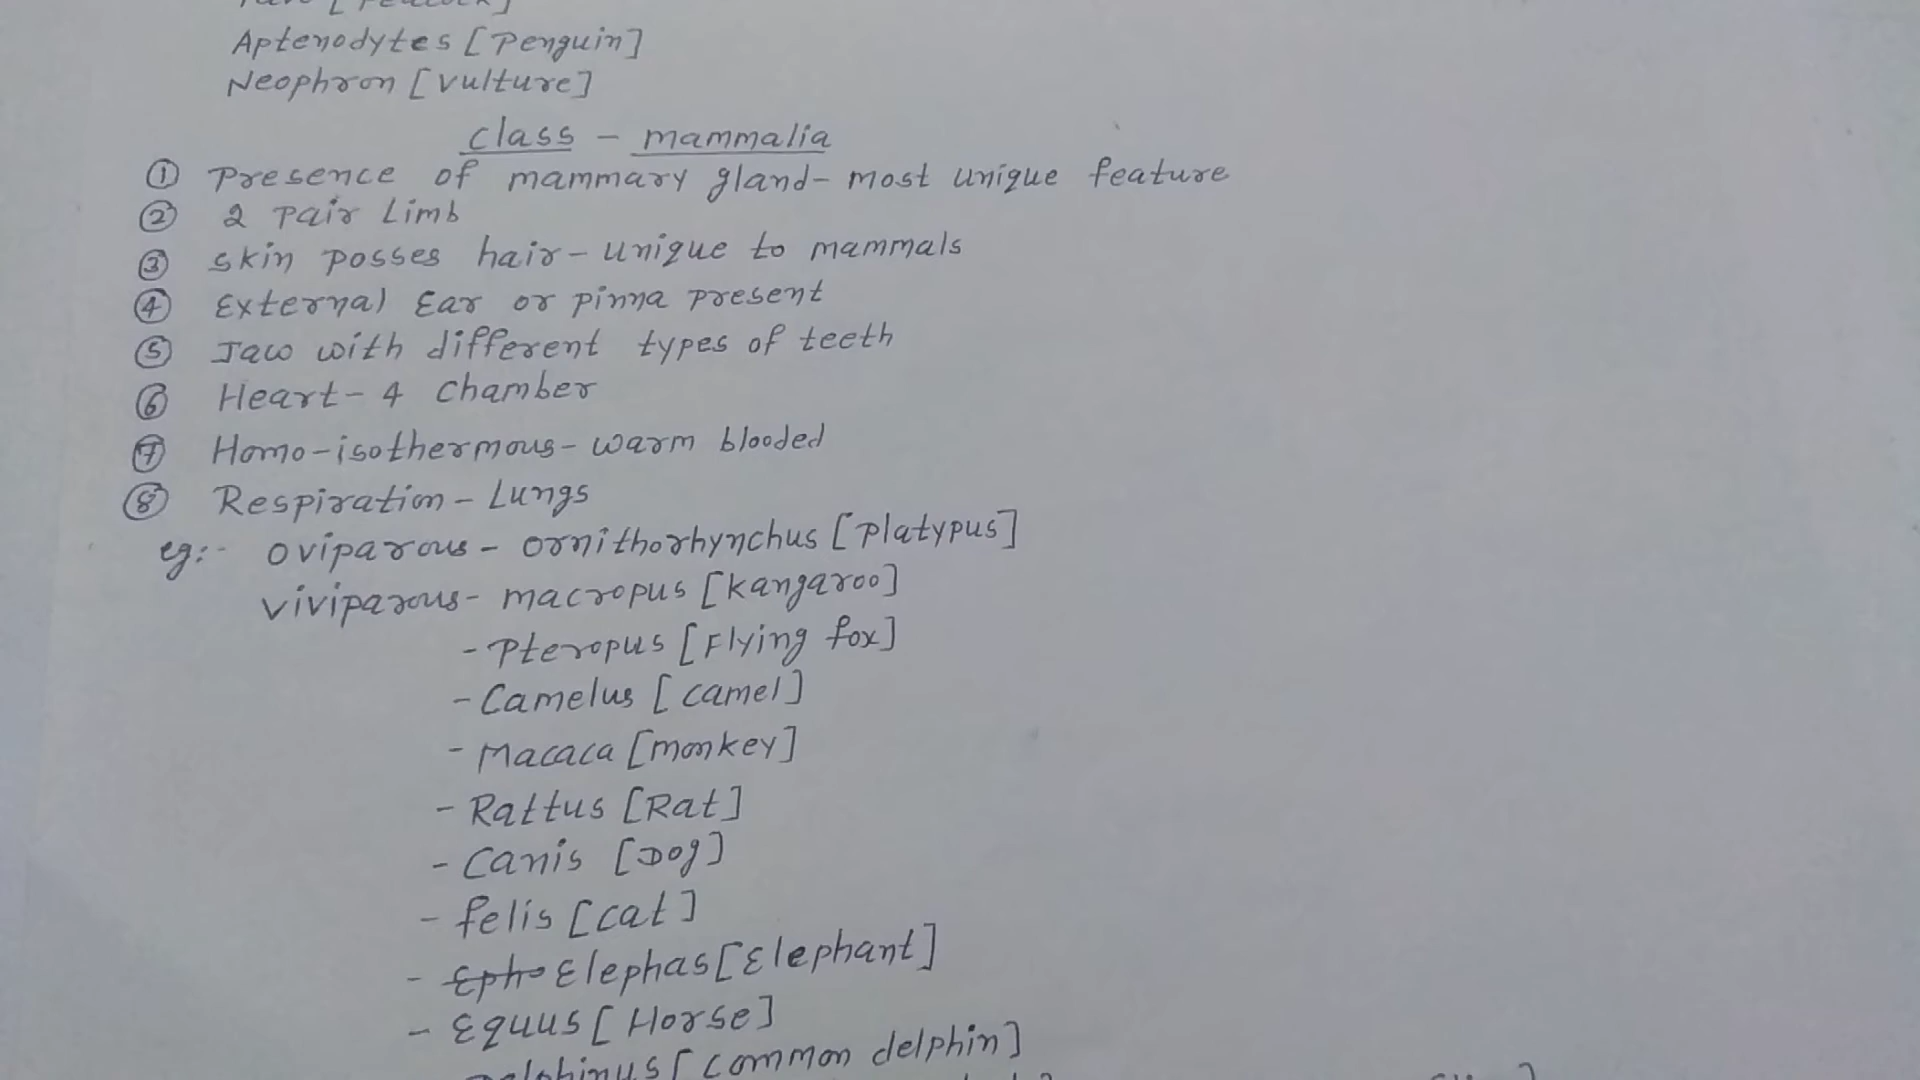 [Peacock]
Aptenodytes [Penguin]
Neophron [Vulture]
class - mammalia
① Presence of mammary gland- most unique feature
② 2 pair Limb
③ skin posses hair - unique to mammals
④ External Ear or pinna present
⑤ Jaw with different types of teeth
⑥ Heart - 4 chamber
⑦ Homo-isothermous - warm blooded
⑧ Respiration - Lungs
eg:- oviparous - ornithorhynchus [platypus]
viviparous - macropus [kangaroo]
- Pteropus [Flying fox]
- Camelus [camel]
- Macaca [monkey]
- Rattus [Rat]
- Canis [Dog]
- felis [cat]
- Epho Elephas [Elephant]
- Equus [Horse]
Delphinus [common delphin]